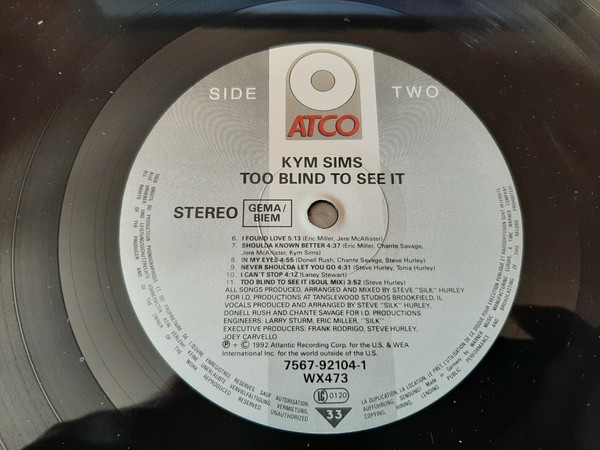 SIDE TWO
ATCO
KYM SIMS
TOO BLIND TO SEE IT
STEREO GEMA/ BIEM
6. I FOUND LOVE 5:13 (Eric Miller, Jere McAllister)
7. SHOULDA KNOWN BETTER 4:37 (Eric Miller, Chante Savage,
Jere McAllister, Kym Sims)
8. IN MY EYES 4:55 (Donell Rush, Chante Savage, Steve Hurley)
9. NEVER SHOULDA LET YOU GO 4:31 (Steve Hurley, Tonia Hurley)
10. I CAN'T STOP 4:12 (Laney Stewart)
11. TOO BLIND TO SEE IT (SOUL MIX) 3:52 (Steve Hurley)
ALL SONGS PRODUCED, ARRANGED AND MIXED BY STEVE "SILK" HURLEY
FOR I.D. PRODUCTIONS AT TANGLEWOOD STUDIOS BROOKFIELD, IL
VOCALS PRODUCED AND ARRANGED BY STEVE "SILK" HURLEY,
DONELL RUSH AND CHANTE SAVAGE FOR I.D. PRODUCTIONS
ENGINEERS: LARRY STURM, ERIC MILLER, "SILK"
EXECUTIVE PRODUCERS: FRANK RODRIGO, STEVE HURLEY,
JOEY CARVELLO
℗ + © 1992 Atlantic Recording Corp. for the U.S. & WEA
International Inc. for the world outside of the U.S.
7567-92104-1
WX473
LC 0120
33